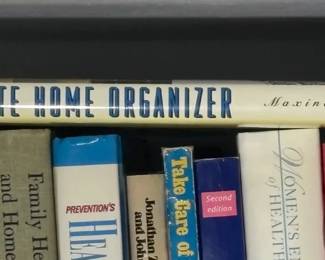 TE HOME ORGANIZER Maxin
Family He
and Home
PREVENTION'S
HEA
Jonathan
and John
Take Care of
Second
edition
WOMEN'S E
of HEALTH